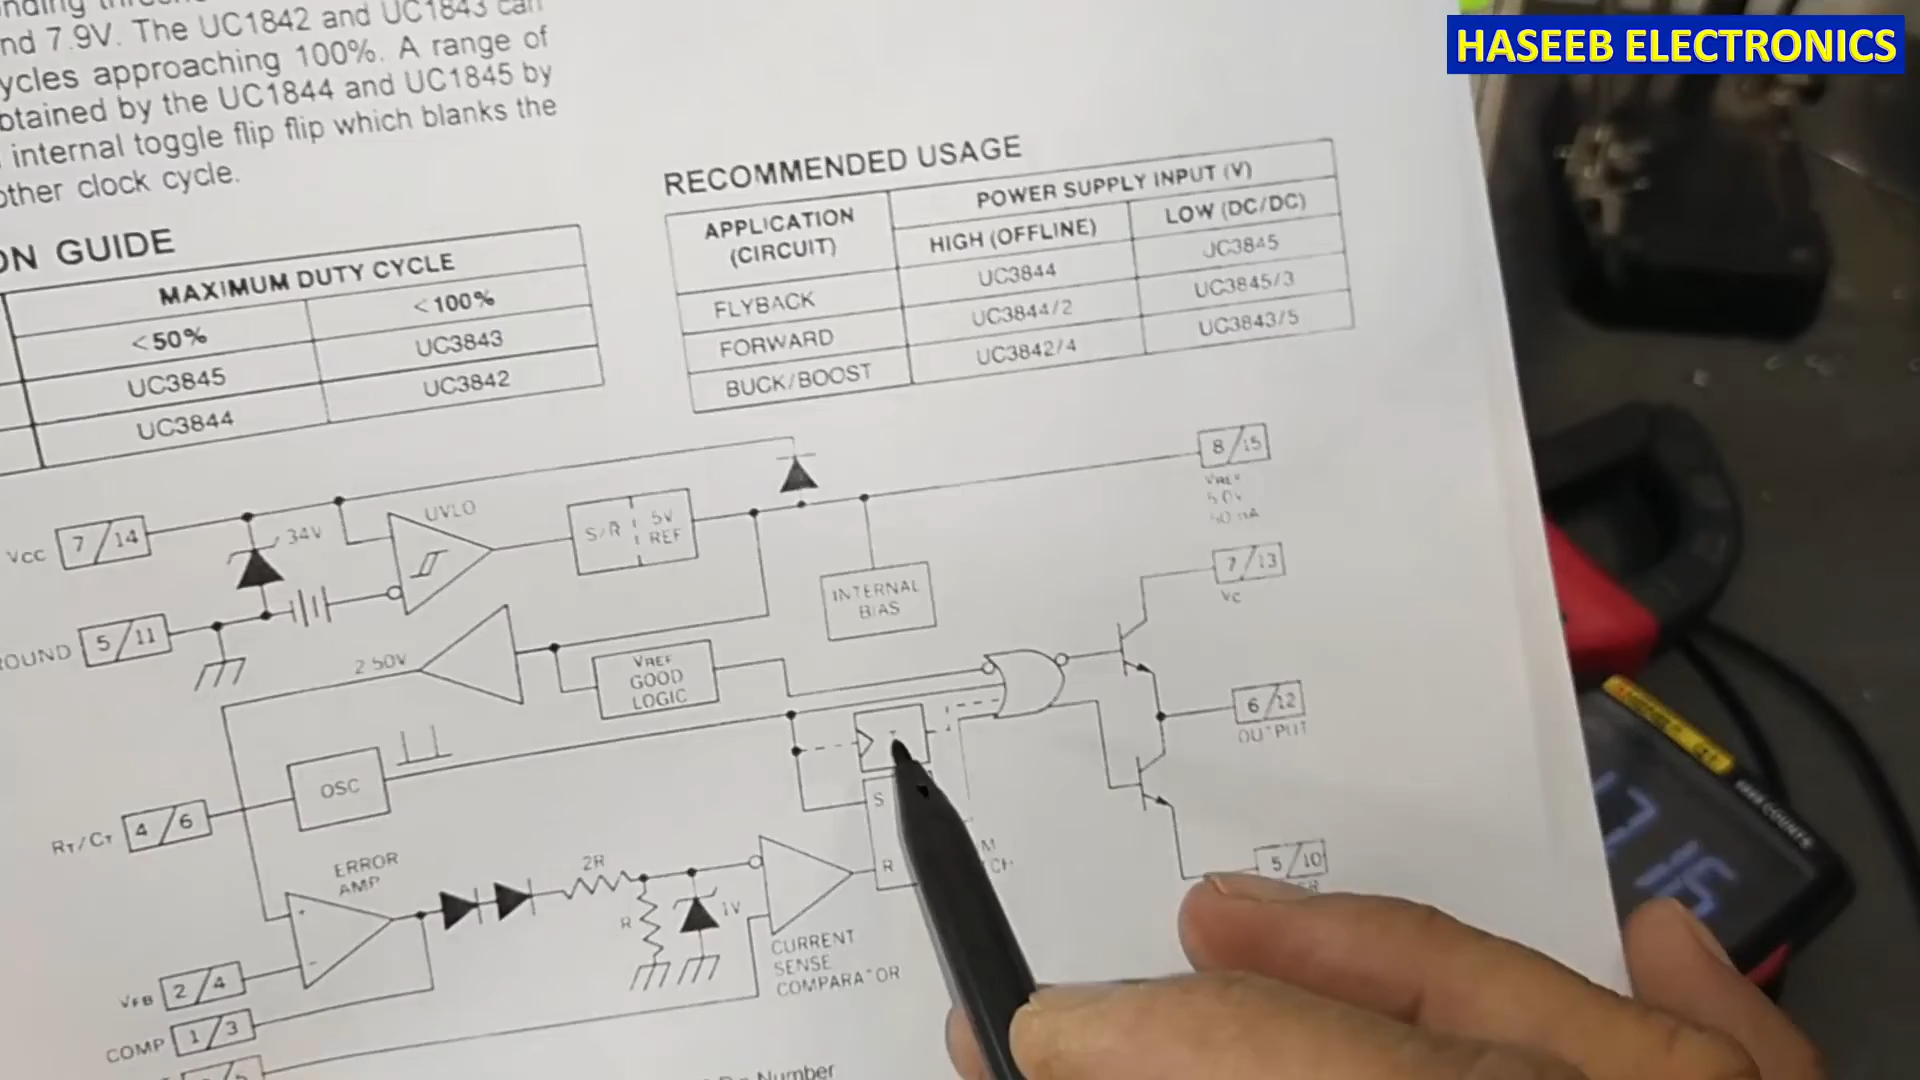 HASEEB ELECTRONICS
nd 7.9V. The UC1842 and UC1843 can
ycles approaching 100%. A range of
btained by the UC1844 and UC1845 by
internal toggle flip flip which blanks the
other clock cycle.
ON GUIDE
MAXIMUM DUTY CYCLE
<50%
<100%
UC3845
UC3843
UC3844
UC3842
RECOMMENDED USAGE
APPLICATION
(CIRCUIT)
POWER SUPPLY INPUT (V)
HIGH (OFFLINE)
LOW (DC/DC)
FLYBACK
UC3844
UC3845
FORWARD
UC3844/2
UC3845/3
BUCK/BOOST
UC3842/4
UC3843/5
VCC
7/14
34V
UVLO
S/R
5V
REF
8/15
VREF
5.0V
50 mA
INTERNAL
BIAS
7/13
VC
ROUND
5/11
2.50V
VREF
GOOD
LOGIC
6/12
OUTPUT
RT/CT
4/6
OSC
S
R
5/10
ERROR
AMP
2R
R
1V
CURRENT
SENSE
COMPARATOR
VFB
2/4
COMP
1/3
Number